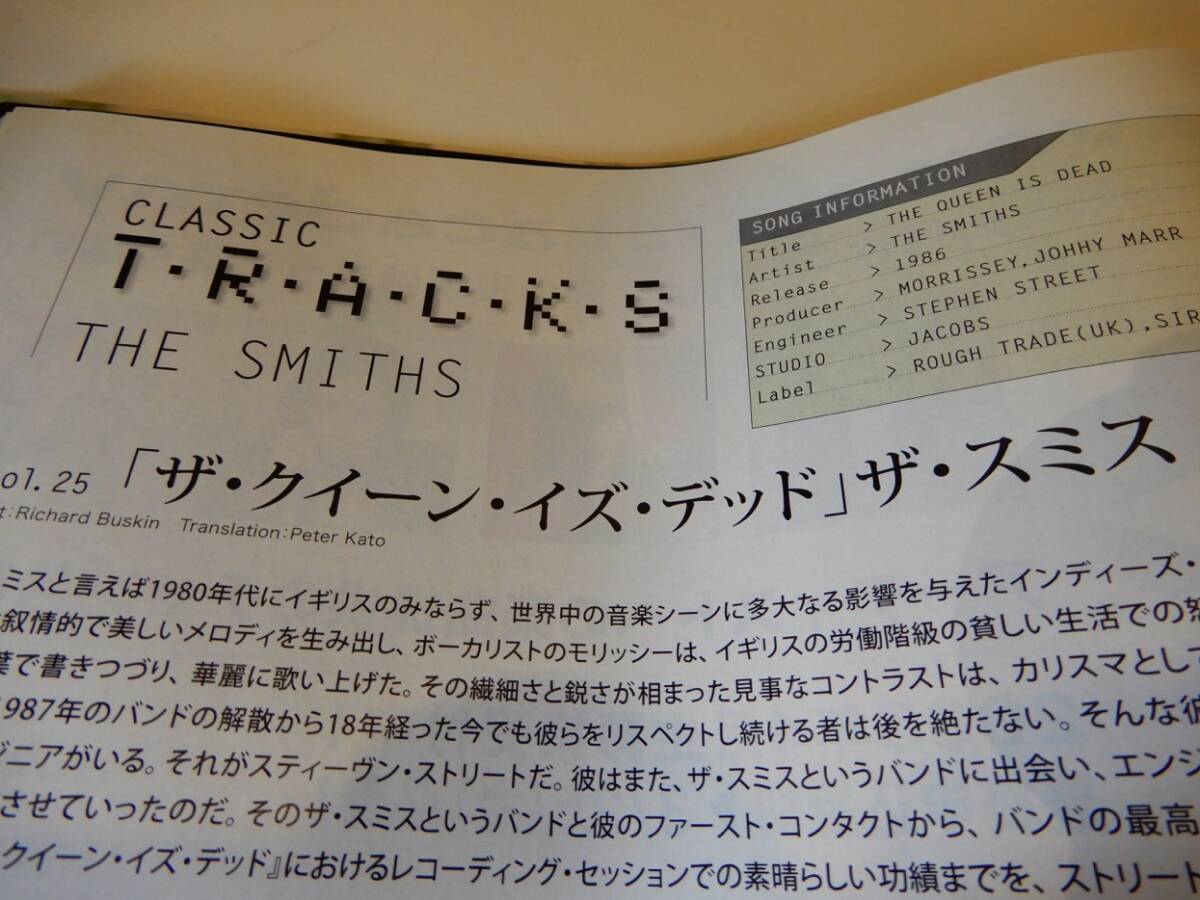 CLASSIC
T·R·A·C·K·S
THE SMITHS
SONG INFORMATION
Title > THE QUEEN IS DEAD
Artist > THE SMITHS
Release > 1986
Producer > MORRISSEY,JOHHY MARR
Engineer > STEPHEN STREET
STUDIO > JACOBS
Label > ROUGH TRADE(UK),SIR
ol. 25 「ザ・クイーン・イズ・デッド」ザ・スミス
t:Richard Buskin Translation:Peter Kato
ミスと言えば1980年代にイギリスのみならず、世界中の音楽シーンに多大なる影響を与えたインディーズ・
叙情的で美しいメロディを生み出し、ボーカリストのモリッシーは、イギリスの労働階級の貧しい生活での怒
葉で書きつづり、華麗に歌い上げた。その繊細さと鋭さが相まった見事なコントラストは、カリスマとして
1987年のバンドの解散から18年経った今でも彼らをリスペクトし続ける者は後を絶たない。そんな彼
ジニアがいる。それがスティーヴン・ストリートだ。彼はまた、ザ・スミスというバンドに出会い、エンジ
させていったのだ。そのザ・スミスというバンドと彼のファースト・コンタクトから、バンドの最高
クイーン・イズ・デッド』におけるレコーディング・セッションでの素晴らしい功績までを、ストリート